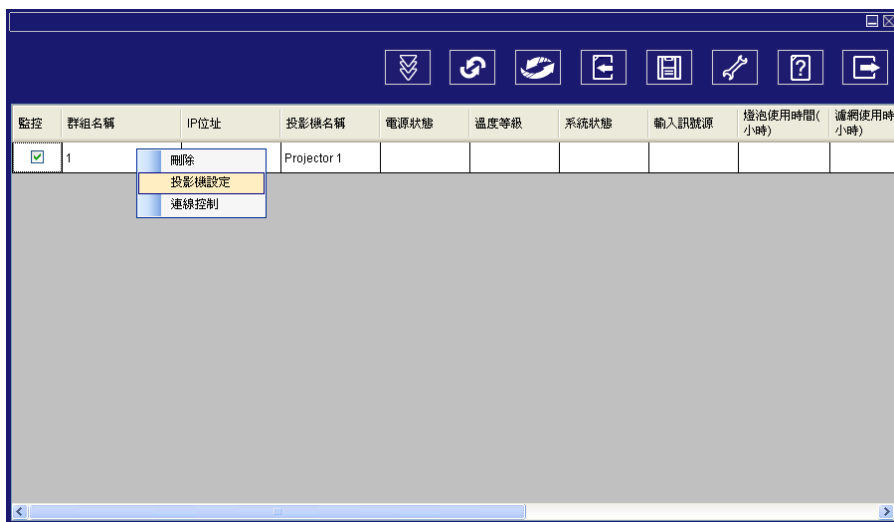 監控 群組名稱 IP位址 投影機名稱 電源狀態 溫度等級 系統狀態 輸入訊號源 燈泡使用時間(小時) 濾網使用時小時)
1 Projector 1
刪除
投影機設定
連線控制